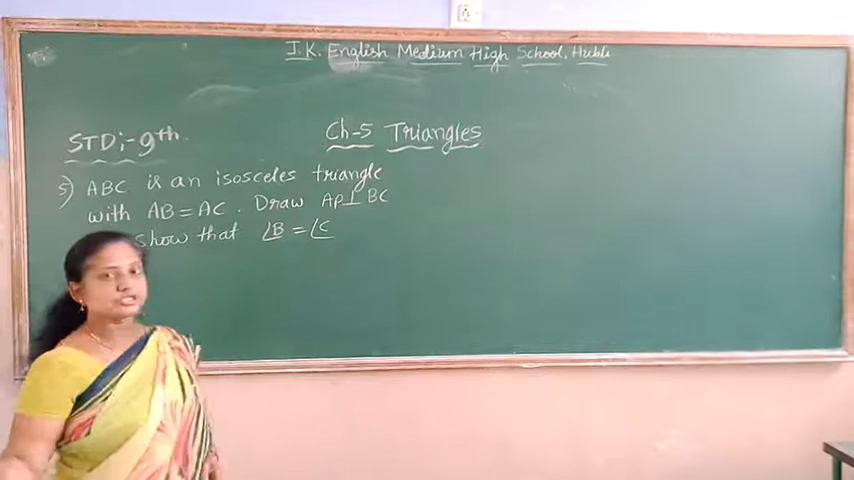 J.K. English Medium High School, Hubli
STD:-9th
Ch-5 Triangles
5) ABC is an isosceles triangle
with AB = AC . Draw AP⊥ BC
show that ∠B = ∠C